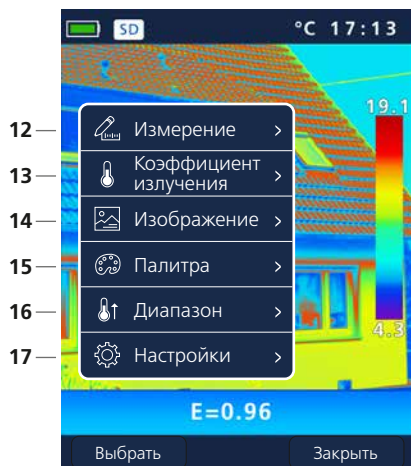 SD °C 17:13
19.1
12 Измерение >
13 Коэффициент излучения >
14 Изображение >
15 Палитра >
16 Диапазон >
17 Настройки >
4.3
E=0.96
Выбрать Закрыть